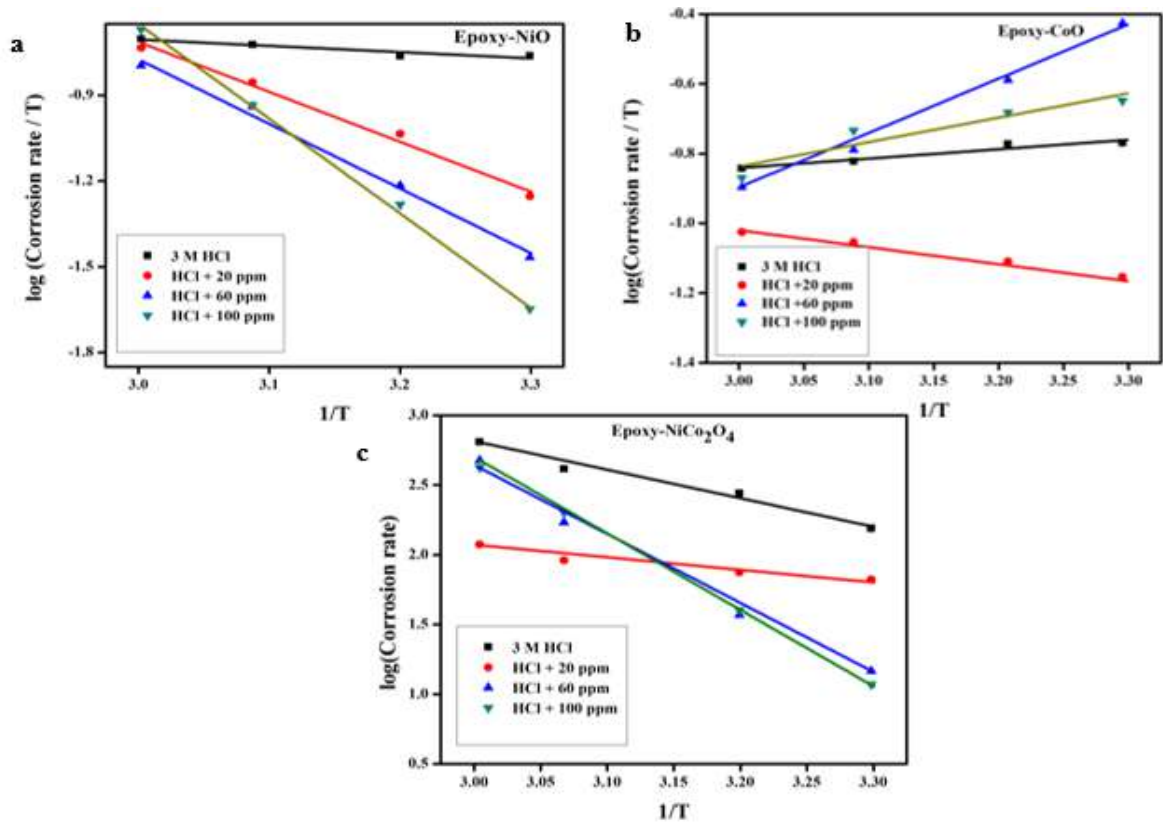 a
Epoxy-NiO
log (Corrosion rate / T)
-0.9
-1.2
-1.5
-1.8
3 M HCl
HCl + 20 ppm
HCl + 60 ppm
HCl + 100 ppm
3.0
3.1
3.2
3.3
1/T
b
Epoxy-CoO
log(Corrosion rate / T)
-0.4
-0.6
-0.8
-1.0
-1.2
-1.4
3 M HCl
HCl +20 ppm
HCl +60 ppm
HCl +100 ppm
3.00
3.05
3.10
3.15
3.20
3.25
3.30
1/T
c
Epoxy-NiCo₂O₄
log(Corrosion rate)
3.0
2.5
2.0
1.5
1.0
0.5
3 M HCl
HCl + 20 ppm
HCl + 60 ppm
HCl + 100 ppm
3.00
3.05
3.10
3.15
3.20
3.25
3.30
1/T